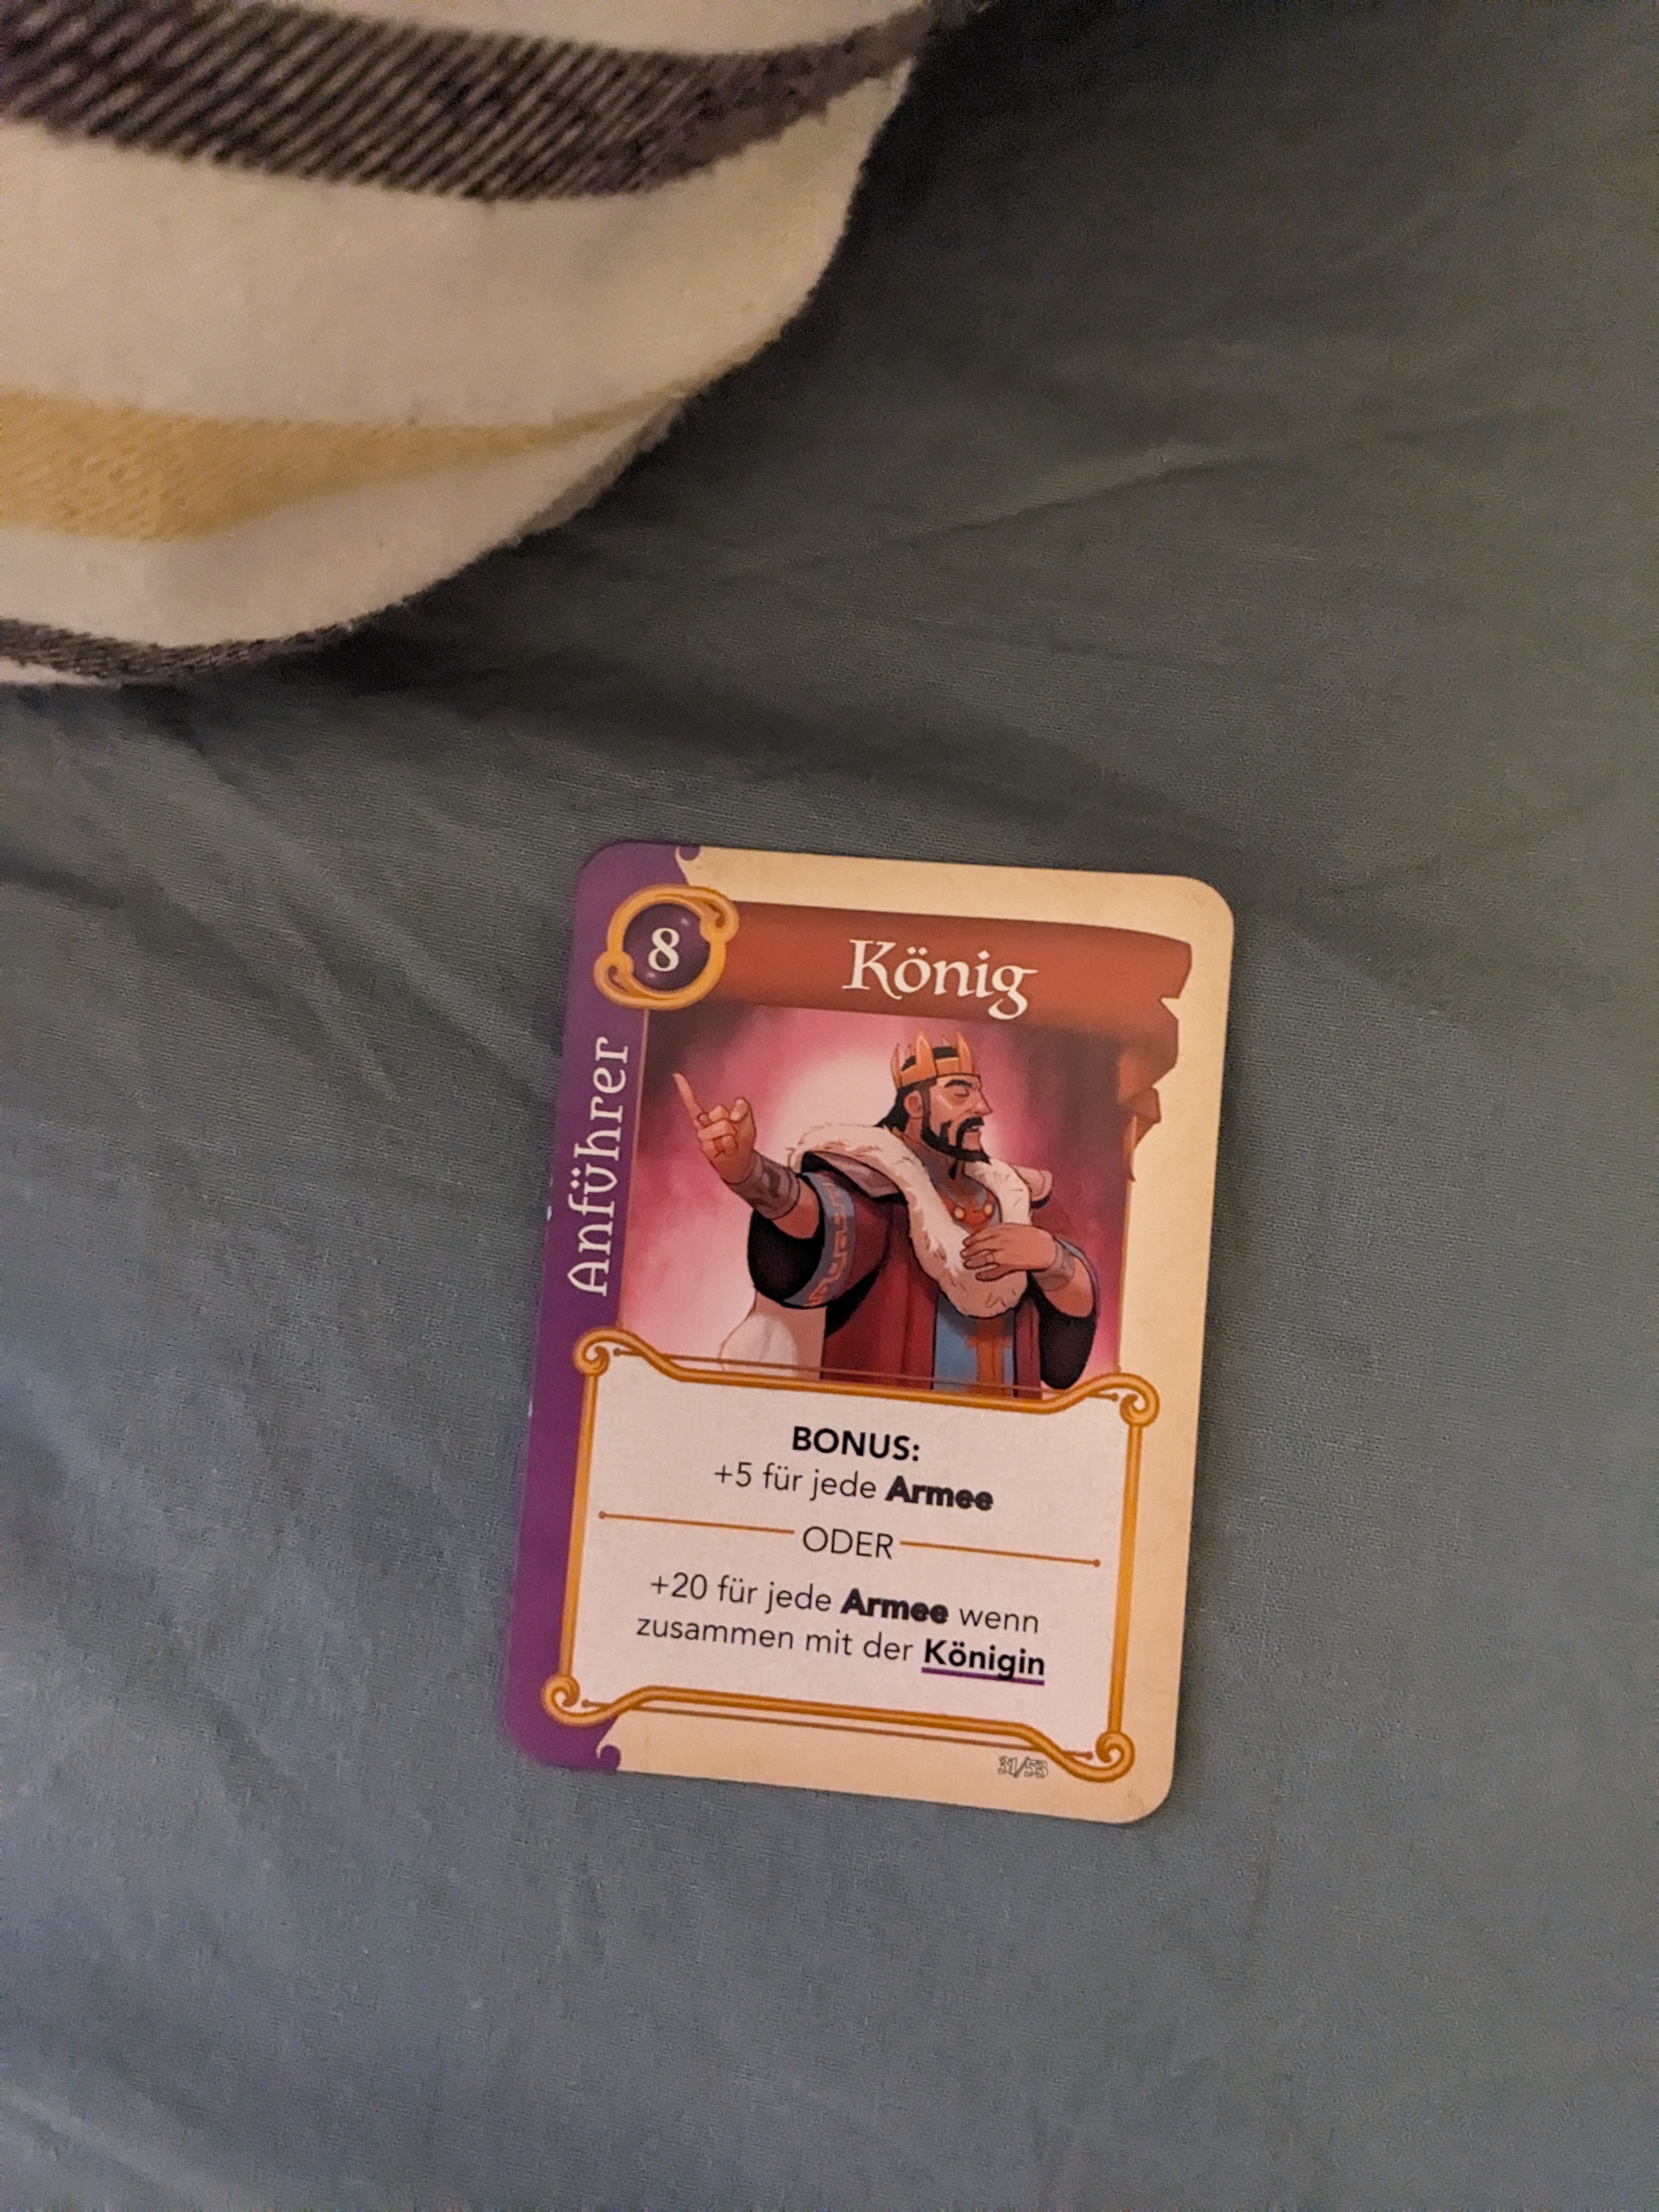 8
König
Anführer
BONUS:
+5 für jede Armee
ODER
+20 für jede Armee wenn
zusammen mit der Königin
31/53